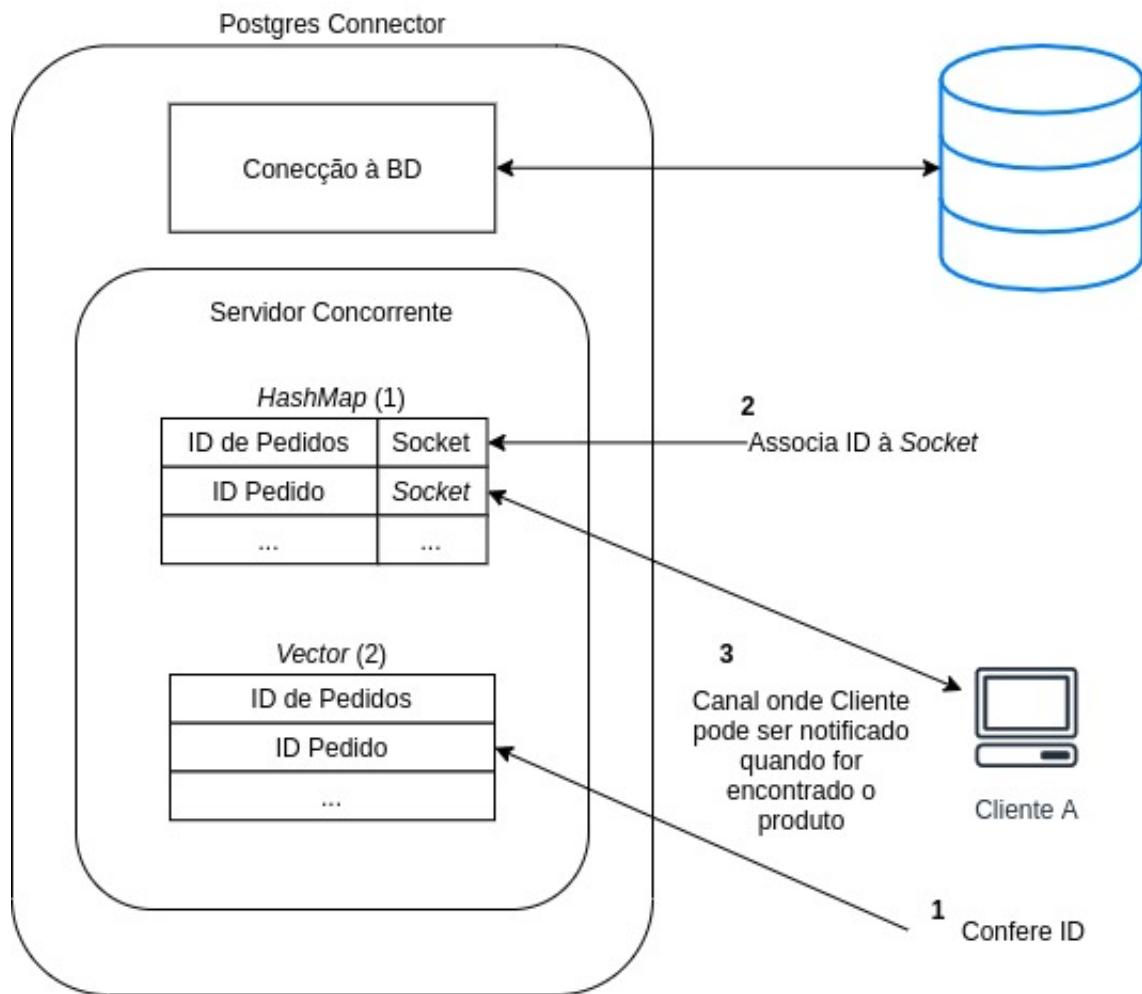 Postgres Connector
Conecção à BD
Servidor Concorrente
HashMap (1)
ID de Pedidos
Socket
ID Pedido
Socket
...
...
2
Associa ID à Socket
Vector (2)
ID de Pedidos
ID Pedido
...
3
Canal onde Cliente
pode ser notificado
quando for
encontrado o
produto
Cliente A
1
Confere ID